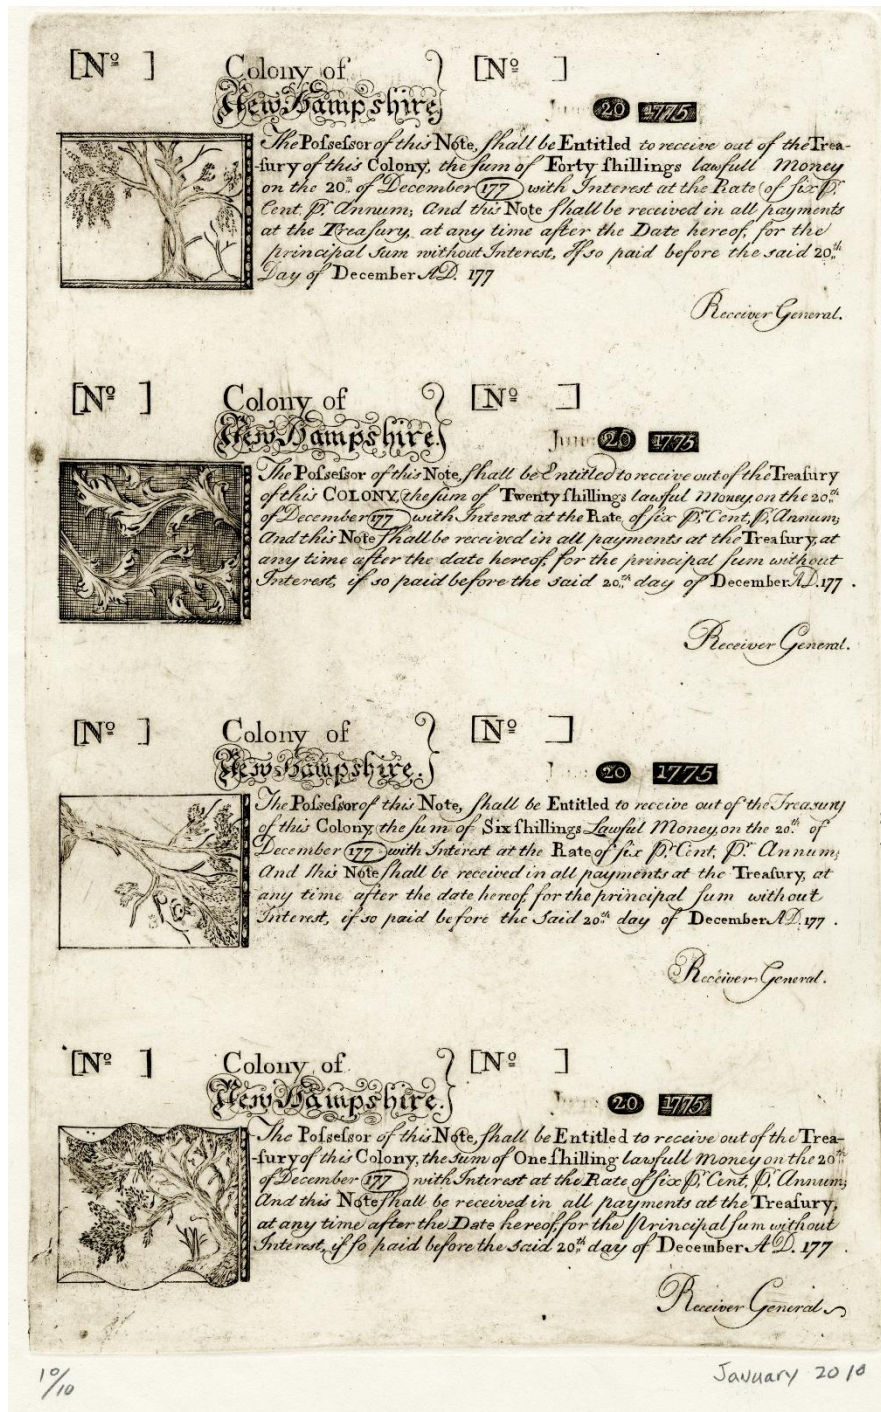 [Nº ] Colony of [Nº ]
New Hampshire 20 1775
The Poſseſsor of this Note, ſhall be Entitled to receive out of the Trea-
-ſury of this Colony, the ſum of Forty ſhillings lawfull Money
on the 20th. of December 177 with Interest at the Rate of ſix Pr.
Cent. Pr. Annum; And this Note ſhall be received in all payments
at the Treaſury, at any time after the Date hereof, for the
principal ſum without Interest, If so paid before the said 20th.
Day of December A.D. 177
Receiver General.
[Nº ] Colony of [Nº ]
New Hampshire. June 20 1775
The Poſseſsor of this Note, ſhall be Entitled to receive out of the Treaſury
of this COLONY, the ſum of Twenty ſhillings lawful Money, on the 20th.
of December 177 with Interest at the Rate of ſix Pr. Cent, Pr. Annum;
And this Note ſhall be received in all payments at the Treaſury, at
any time after the date hereof, for the principal ſum without
Interest, if so paid before the said 20th. day of December A.D. 177 .
Receiver General.
[Nº ] Colony of [Nº ]
New Hampshire. 20 1775
The Poſseſsor of this Note, ſhall be Entitled to receive out of the Treaſury
of this Colony, the ſum of Six ſhillings Lawful Money, on the 20th. of
December 177 with Interest at the Rate of ſix Pr. Cent, Pr. Annum;
And this Note ſhall be received in all payments at the Treaſury, at
any time after the date hereof, for the principal ſum without
Interest, if so paid before the Said 20th. day of December A.D. 177 .
Receiver General.
[Nº ] Colony of [Nº ]
New Hampshire. 20 1775
The Poſseſsor of this Note, ſhall be Entitled to receive out of the Trea-
-ſury of this Colony, the ſum of One ſhilling lawfull Money on the 20th.
of December 177 with Interest at the Rate of ſix Pr. Cent, Pr. Annum;
And this Note ſhall be received in all payments at the Treaſury,
at any time after the Date hereof, for the Principal ſum without
Interest, if ſo paid before the said 20th. day of December A D. 177 .
Receiver General
10/10 January 2010